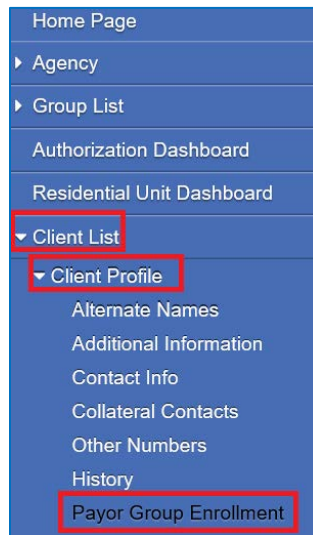 Home Page
Agency
Group List
Authorization Dashboard
Residential Unit Dashboard
Client List
Client Profile
Alternate Names
Additional Information
Contact Info
Collateral Contacts
Other Numbers
History
Payor Group Enrollment